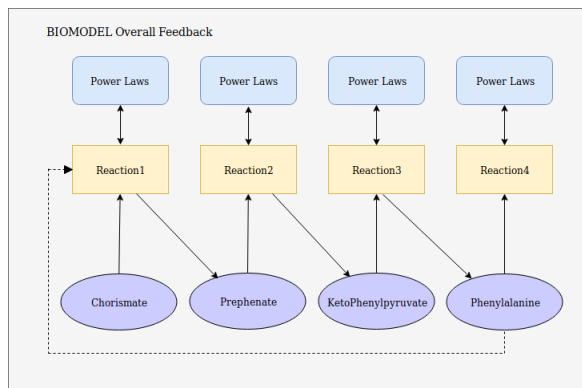 BIOMODEL Overall Feedback
Power Laws
Power Laws
Power Laws
Power Laws
Reaction1
Reaction2
Reaction3
Reaction4
Chorismate
Prephenate
KetoPhenylpyruvate
Phenylalanine